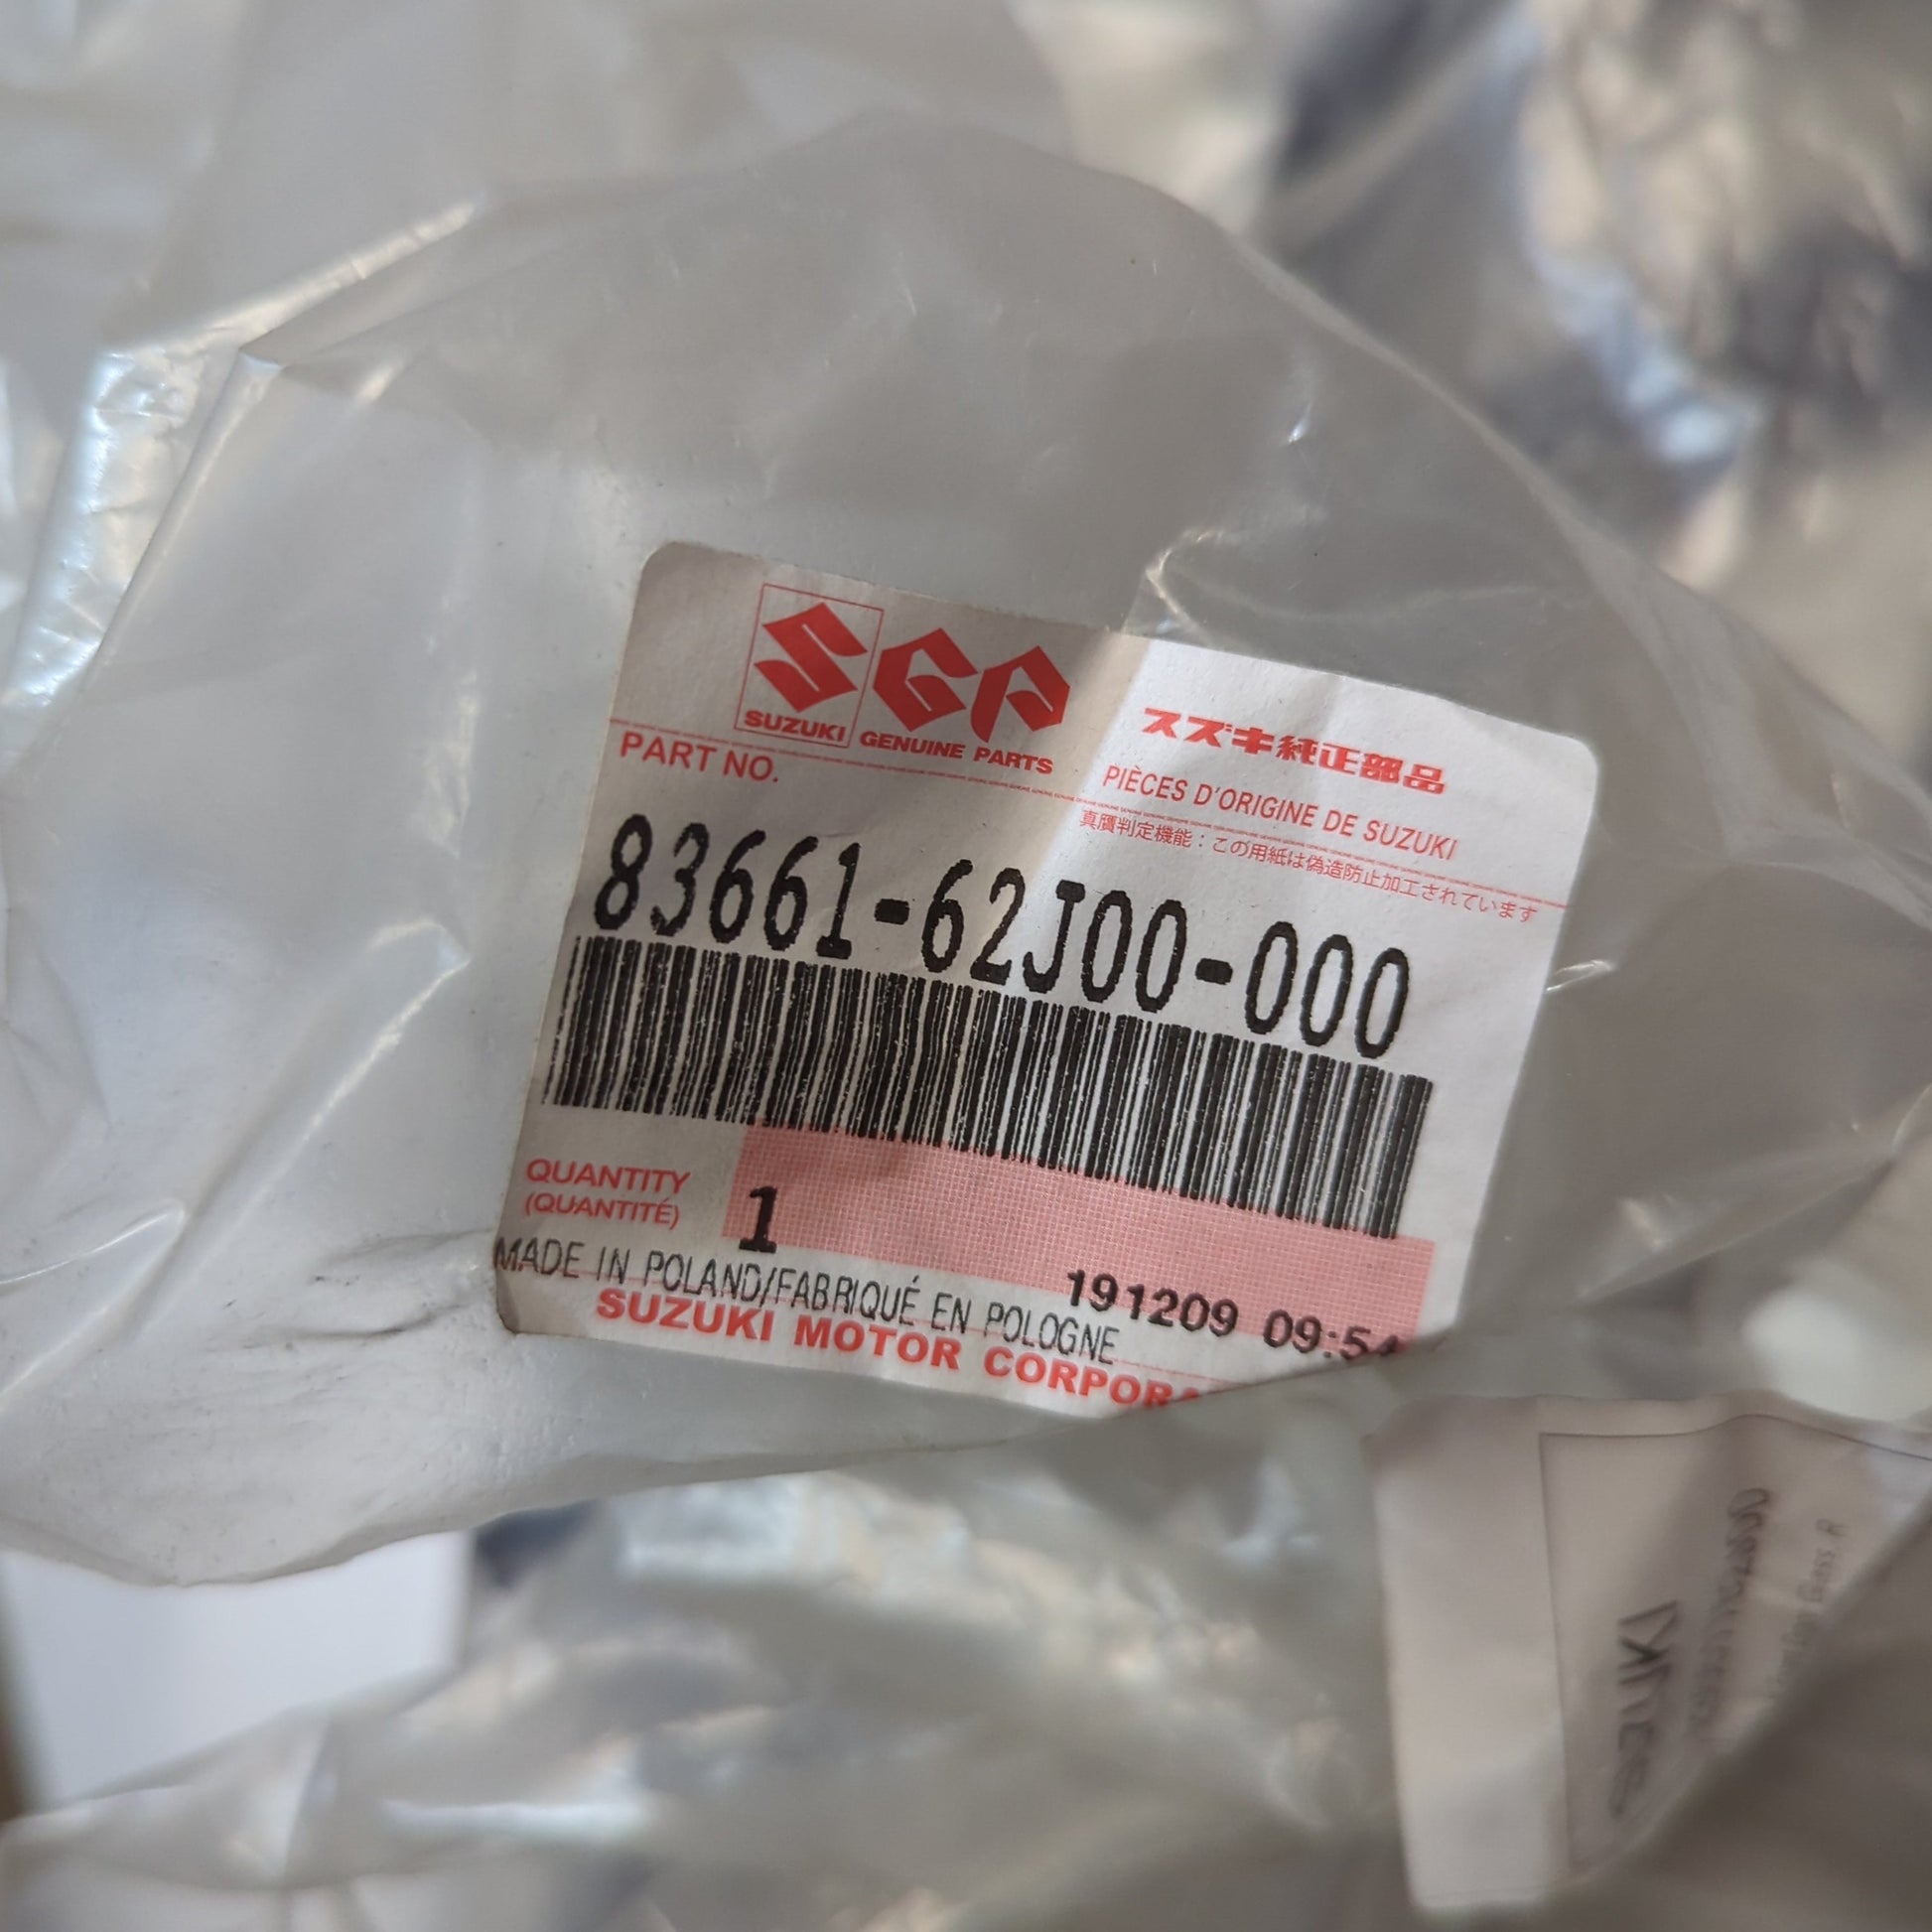 SGP
SUZUKI GENUINE PARTS
スズキ純正部品
PIÈCES D'ORIGINE DE SUZUKI
真贋判定機能：この用紙は偽造防止加工されています
PART NO.
83661-62J00-000
QUANTITY
(QUANTITÉ)
1
191209 09:54
MADE IN POLAND/FABRIQUÉ EN POLOGNE
SUZUKI MOTOR